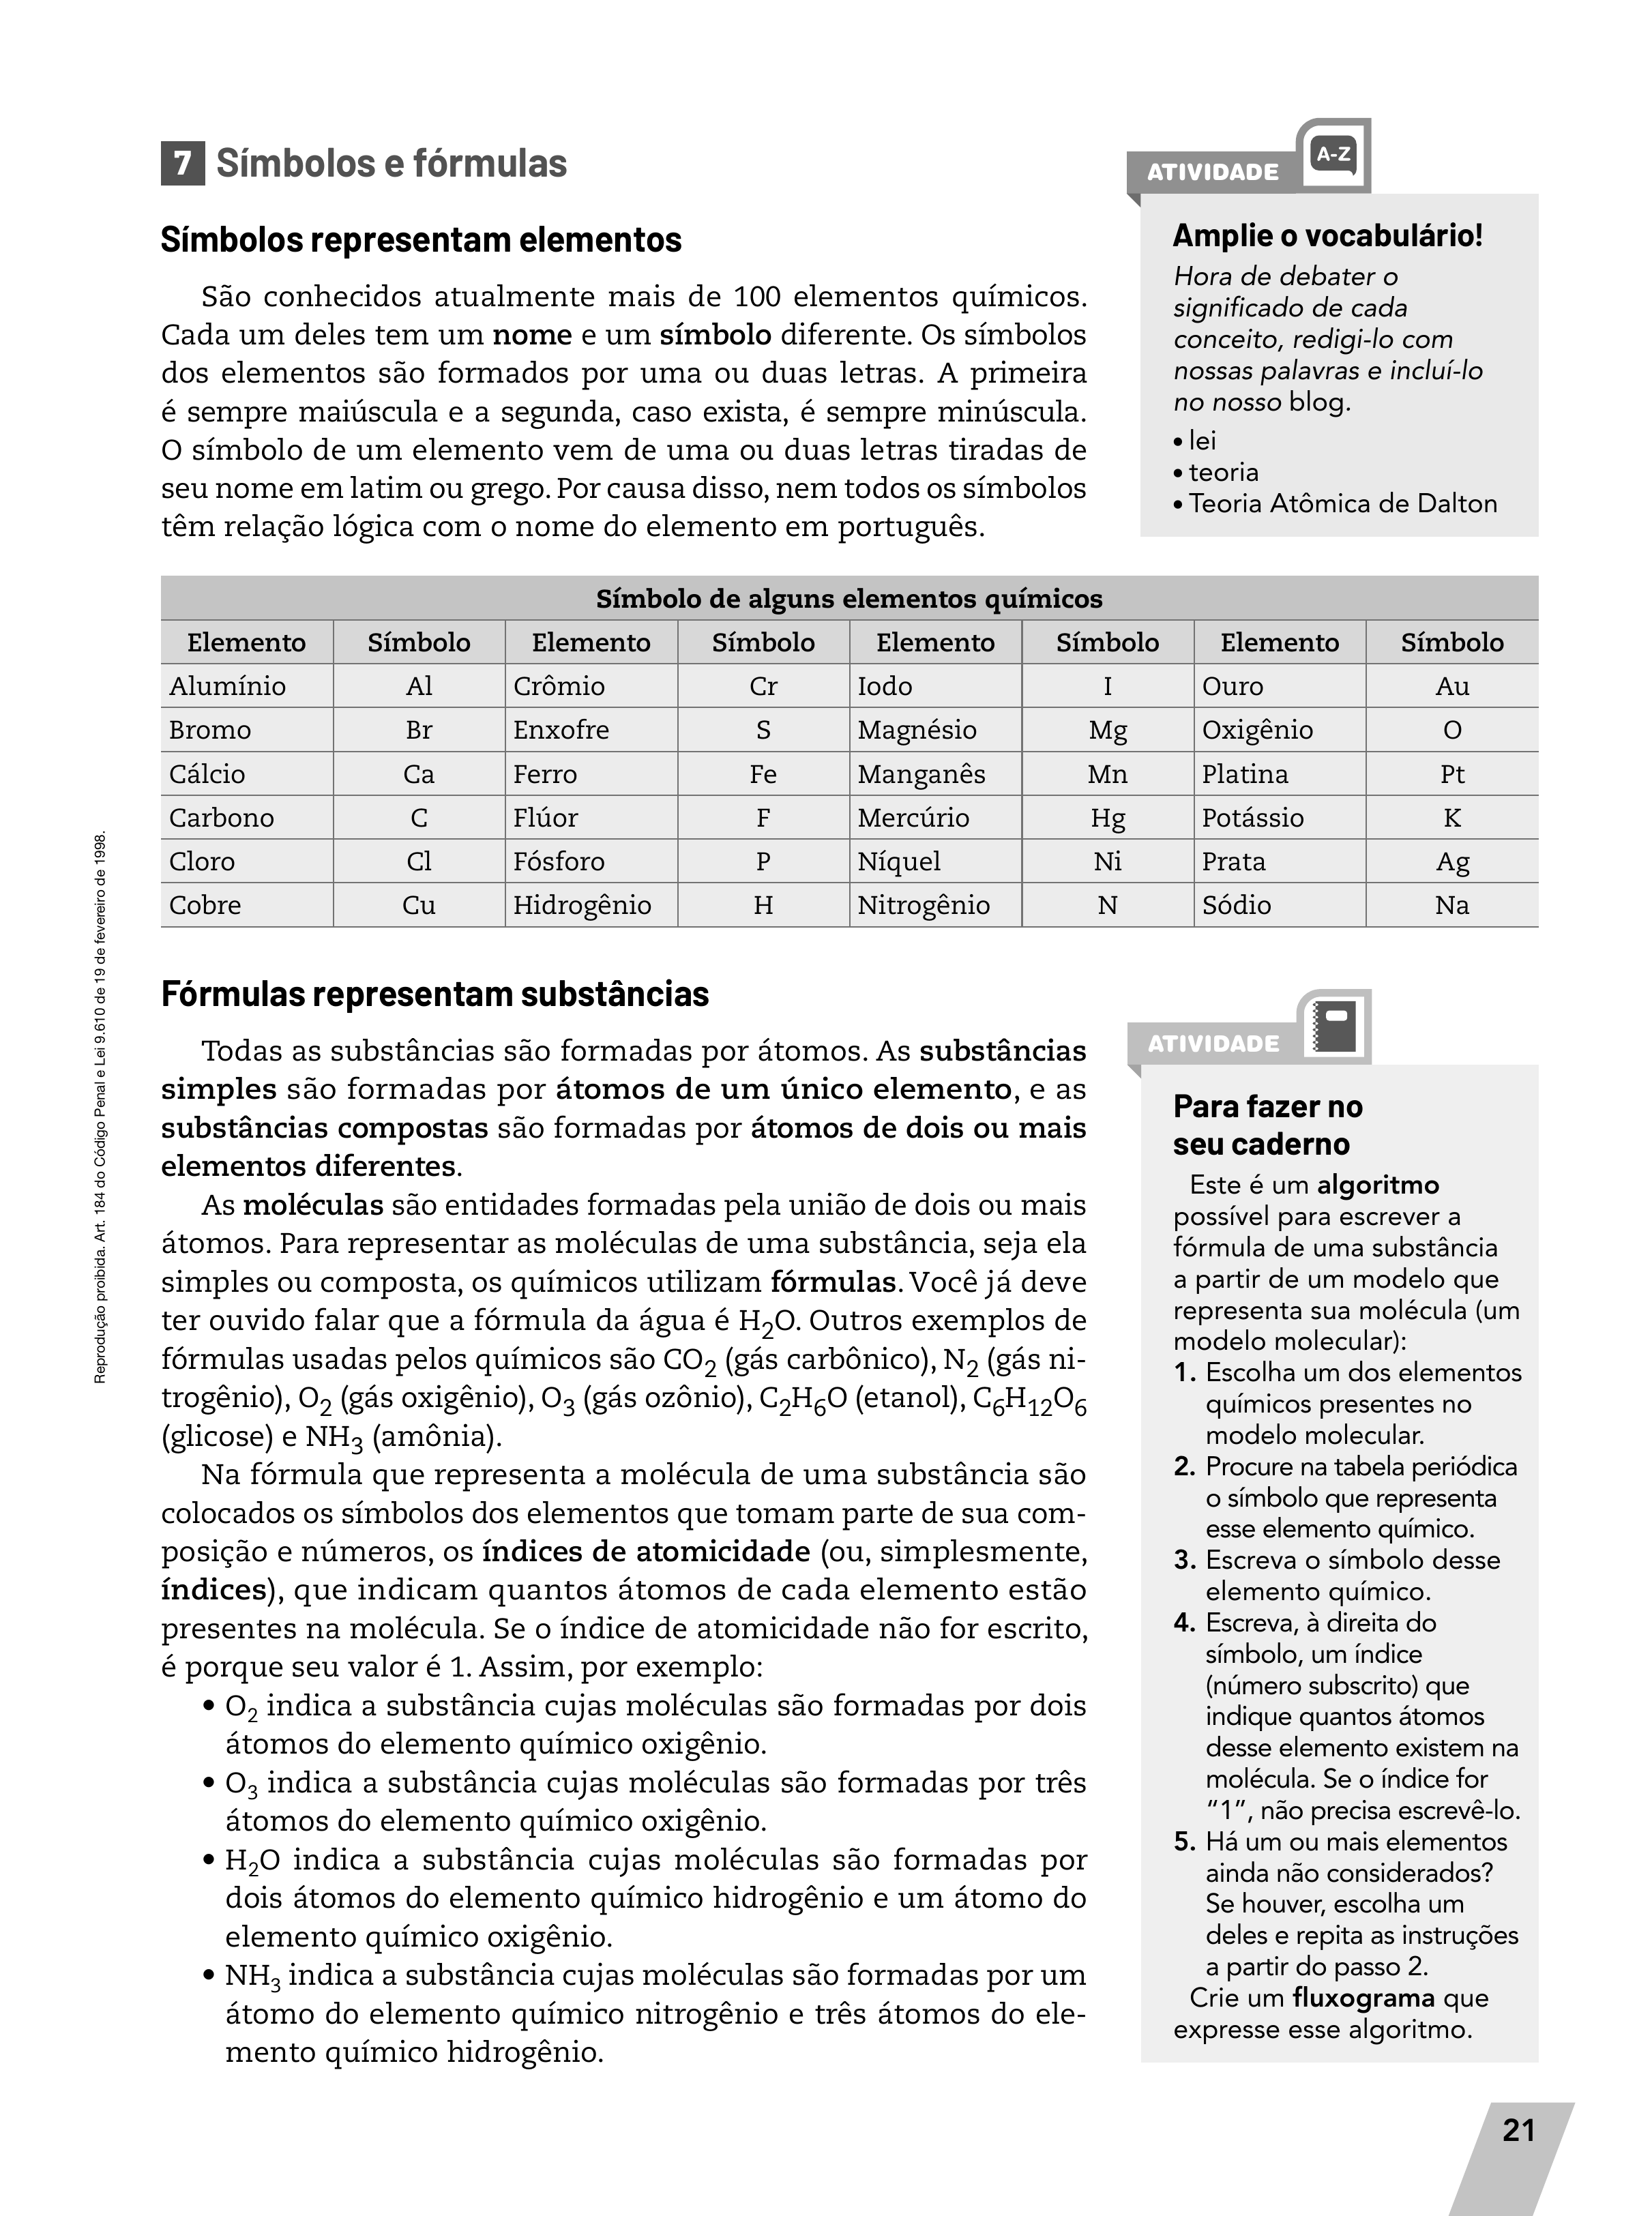 7 Símbolos e fórmulas
Símbolos representam elementos
São conhecidos atualmente mais de 100 elementos químicos.
Cada um deles tem um nome e um símbolo diferente. Os símbolos
dos elementos são formados por uma ou duas letras. A primeira
é sempre maiúscula e a segunda, caso exista, é sempre minúscula.
O símbolo de um elemento vem de uma ou duas letras tiradas de
seu nome em latim ou grego. Por causa disso, nem todos os símbolos
têm relação lógica com o nome do elemento em português.
ATIVIDADE
A-Z
Amplie o vocabulário!
Hora de debater o
significado de cada
conceito, redigi-lo com
nossas palavras e incluí-lo
no nosso blog.
• lei
• teoria
• Teoria Atômica de Dalton
Símbolo de alguns elementos químicos
Elemento Símbolo Elemento Símbolo Elemento Símbolo Elemento Símbolo
Alumínio Al Crômio Cr Iodo I Ouro Au
Bromo Br Enxofre S Magnésio Mg Oxigênio O
Cálcio Ca Ferro Fe Manganês Mn Platina Pt
Carbono C Flúor F Mercúrio Hg Potássio K
Cloro Cl Fósforo P Níquel Ni Prata Ag
Cobre Cu Hidrogênio H Nitrogênio N Sódio Na
Fórmulas representam substâncias
Todas as substâncias são formadas por átomos. As substâncias
simples são formadas por átomos de um único elemento, e as
substâncias compostas são formadas por átomos de dois ou mais
elementos diferentes.
As moléculas são entidades formadas pela união de dois ou mais
átomos. Para representar as moléculas de uma substância, seja ela
simples ou composta, os químicos utilizam fórmulas. Você já deve
ter ouvido falar que a fórmula da água é H₂O. Outros exemplos de
fórmulas usadas pelos químicos são CO₂ (gás carbônico), N₂ (gás ni-
trogênio), O₂ (gás oxigênio), O₃ (gás ozônio), C₂H₆O (etanol), C₆H₁₂O₆
(glicose) e NH₃ (amônia).
Na fórmula que representa a molécula de uma substância são
colocados os símbolos dos elementos que tomam parte de sua com-
posição e números, os índices de atomicidade (ou, simplesmente,
índices), que indicam quantos átomos de cada elemento estão
presentes na molécula. Se o índice de atomicidade não for escrito,
é porque seu valor é 1. Assim, por exemplo:
• O₂ indica a substância cujas moléculas são formadas por dois
átomos do elemento químico oxigênio.
• O₃ indica a substância cujas moléculas são formadas por três
átomos do elemento químico oxigênio.
• H₂O indica a substância cujas moléculas são formadas por
dois átomos do elemento químico hidrogênio e um átomo do
elemento químico oxigênio.
• NH₃ indica a substância cujas moléculas são formadas por um
átomo do elemento químico nitrogênio e três átomos do ele-
mento químico hidrogênio.
ATIVIDADE
Para fazer no
seu caderno
Este é um algoritmo
possível para escrever a
fórmula de uma substância
a partir de um modelo que
representa sua molécula (um
modelo molecular):
1. Escolha um dos elementos
químicos presentes no
modelo molecular.
2. Procure na tabela periódica
o símbolo que representa
esse elemento químico.
3. Escreva o símbolo desse
elemento químico.
4. Escreva, à direita do
símbolo, um índice
(número subscrito) que
indique quantos átomos
desse elemento existem na
molécula. Se o índice for
“1”, não precisa escrevê-lo.
5. Há um ou mais elementos
ainda não considerados?
Se houver, escolha um
deles e repita as instruções
a partir do passo 2.
Crie um fluxograma que
expresse esse algoritmo.
Reprodução proibida. Art. 184 do Código Penal e Lei 9.610 de 19 de fevereiro de 1998.
21